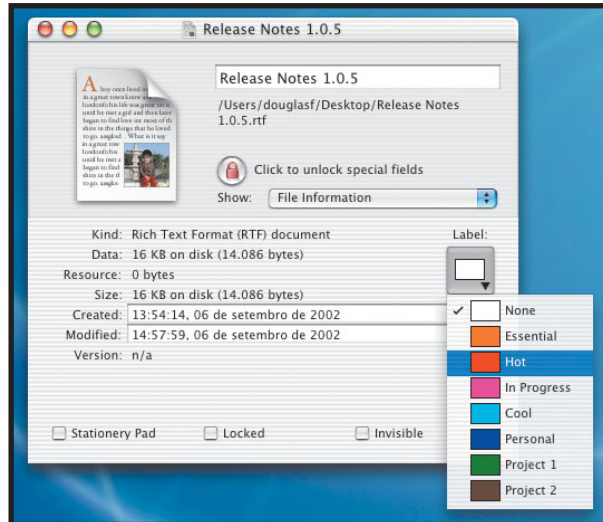 Release Notes 1.0.5
Release Notes 1.0.5
/Users/douglasf/Desktop/Release Notes
1.0.5.rtf
Click to unlock special fields
Show: File Information
Kind: Rich Text Format (RTF) document
Label:
Data: 16 KB on disk (14.086 bytes)
Resource: 0 bytes
Size: 16 KB on disk (14.086 bytes)
Created: 13:54:14, 06 de setembro de 2002
Modified: 14:57:59, 06 de setembro de 2002
Version: n/a
None
Essential
Hot
In Progress
Cool
Personal
Project 1
Project 2
Stationery Pad
Locked
Invisible